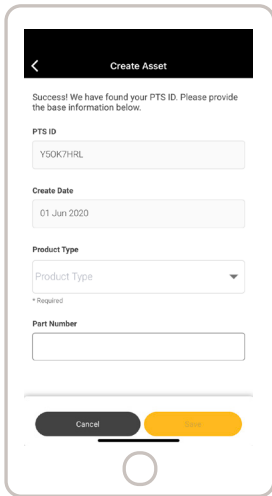 Create Asset
Success! We have found your PTS ID. Please provide
the base information below.
PTS ID
Y5OK7HRL
Create Date
01 Jun 2020
Product Type
Product Type
* Required
Part Number
Cancel
Save